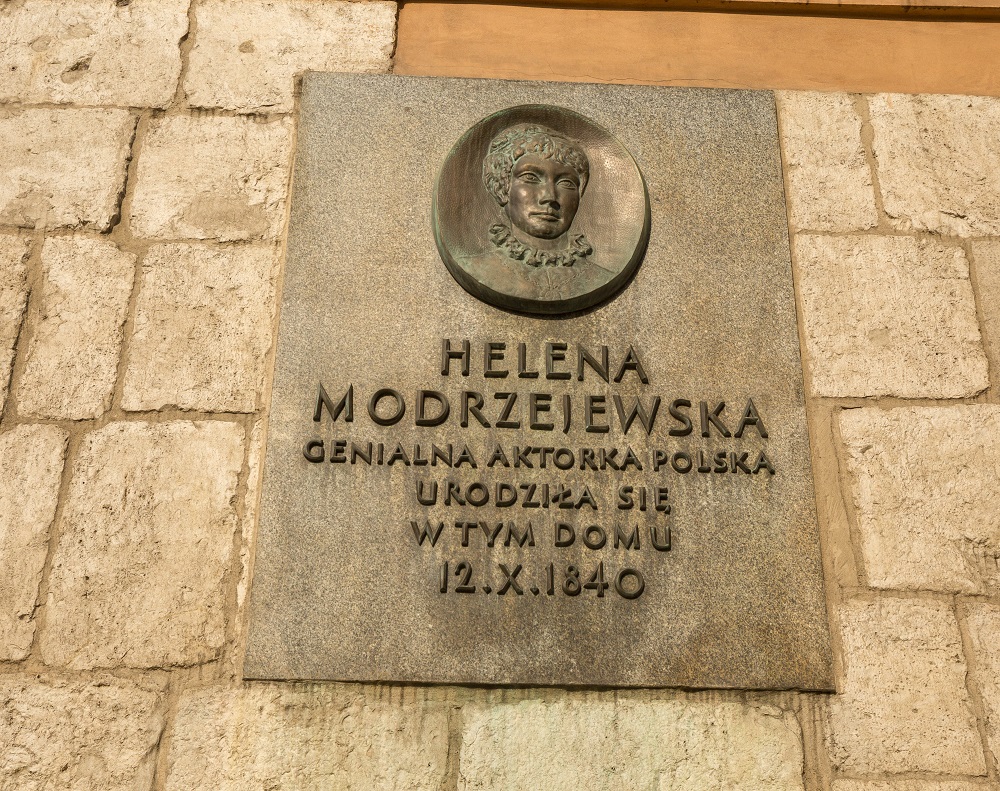 HELENA
MODRZEJEWSKA
GENIALNA AKTORKA POLSKA
URODZIŁA SIĘ
W TYM DOMU
12.X.1840